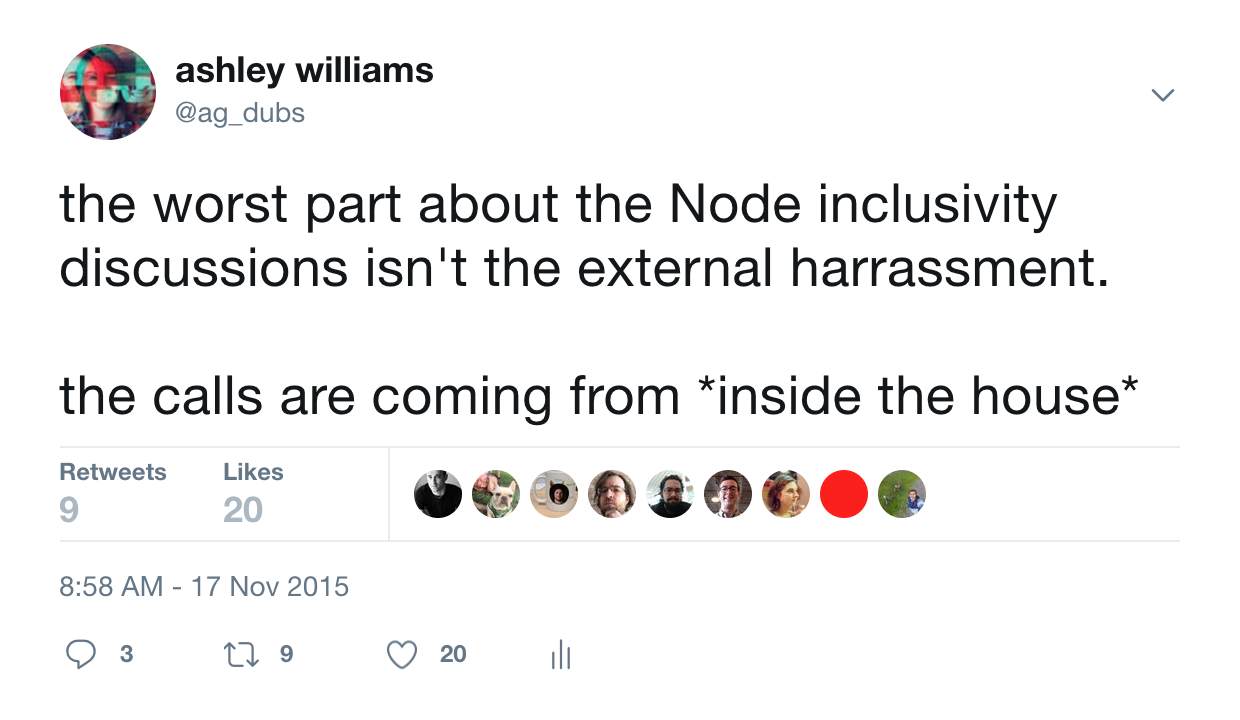 ashley williams
@ag_dubs
the worst part about the Node inclusivity
discussions isn't the external harrassment.
the calls are coming from *inside the house*
Retweets Likes
9 20
8:58 AM - 17 Nov 2015
3 9 20